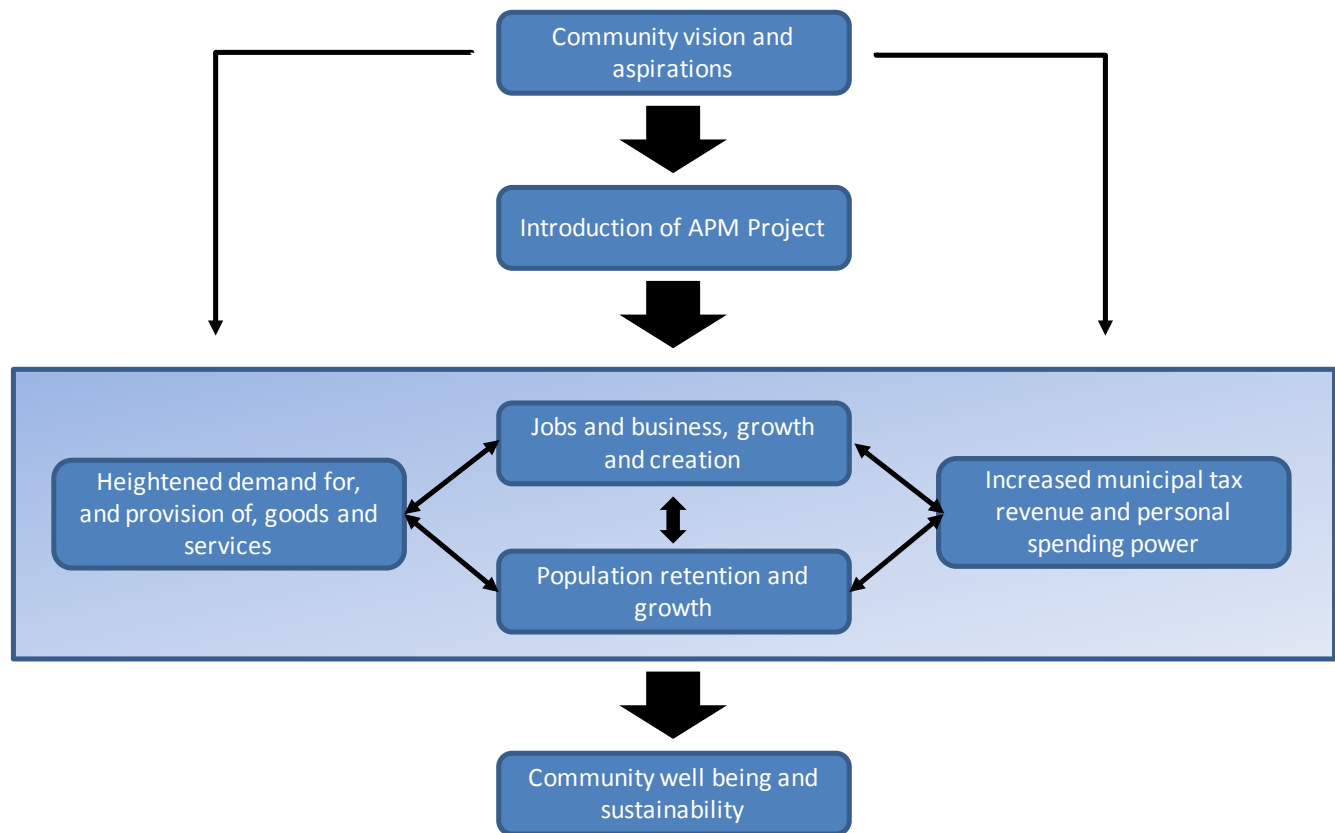 Community vision and
aspirations
Introduction of APM Project
Jobs and business, growth
and creation
Heightened demand for,
and provision of, goods and
services
Increased municipal tax
revenue and personal
spending power
Population retention and
growth
Community well being and
sustainability